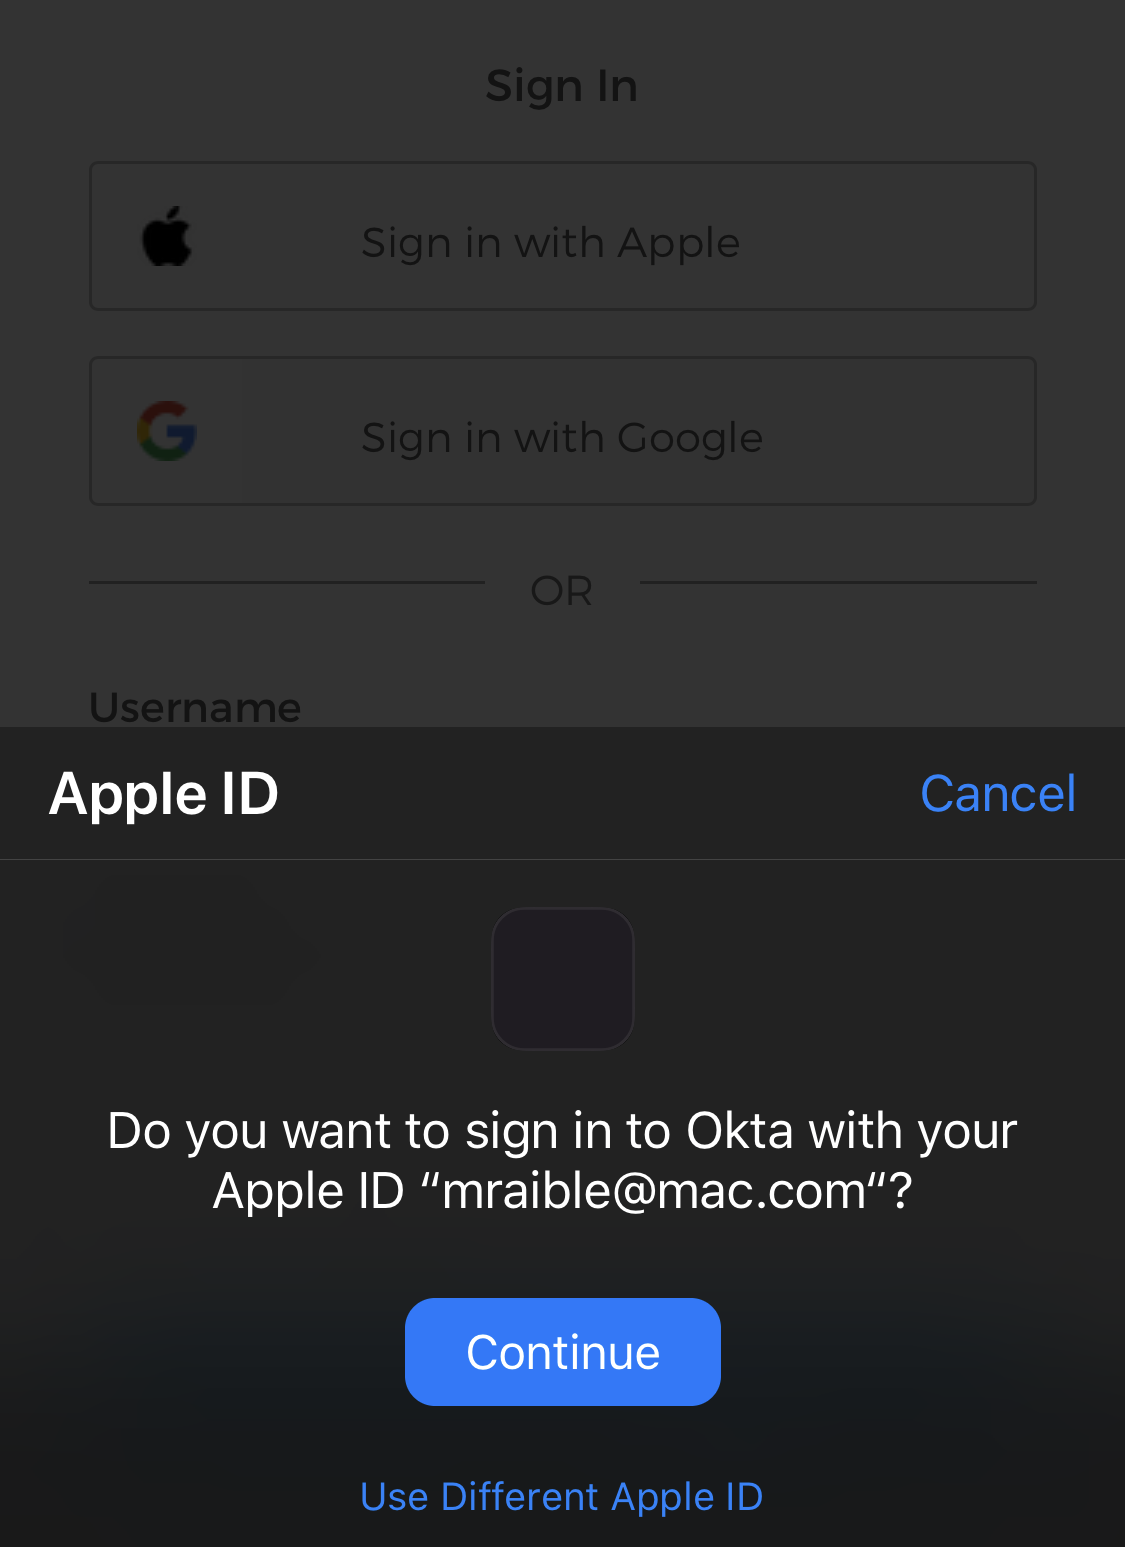 Sign In
Sign in with Apple
Sign in with Google
OR
Username
Apple ID
Cancel
Do you want to sign in to Okta with your
Apple ID “mraible@mac.com“?
Continue
Use Different Apple ID